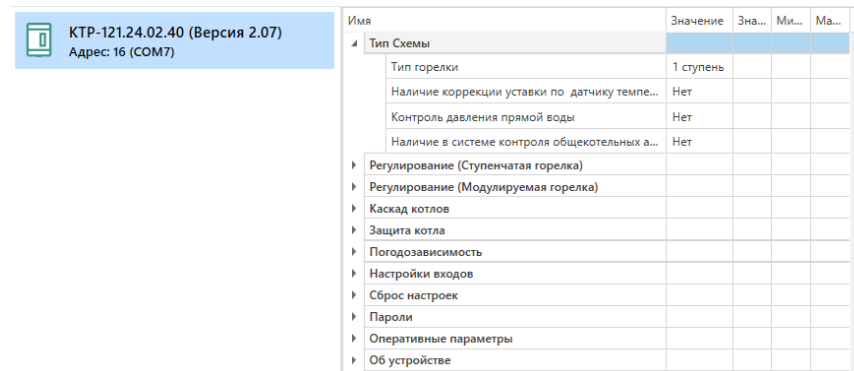 КТР-121.24.02.40 (Версия 2.07)
Адрес: 16 (COM7)
Имя Значение Зна... Ми... Ма...
Тип Схемы
Тип горелки 1 ступень
Наличие коррекции уставки по датчику темпе... Нет
Контроль давления прямой воды Нет
Наличие в системе контроля общекотельных а... Нет
Регулирование (Ступенчатая горелка)
Регулирование (Модулируемая горелка)
Каскад котлов
Защита котла
Погодозависимость
Настройки входов
Сброс настроек
Пароли
Оперативные параметры
Об устройстве